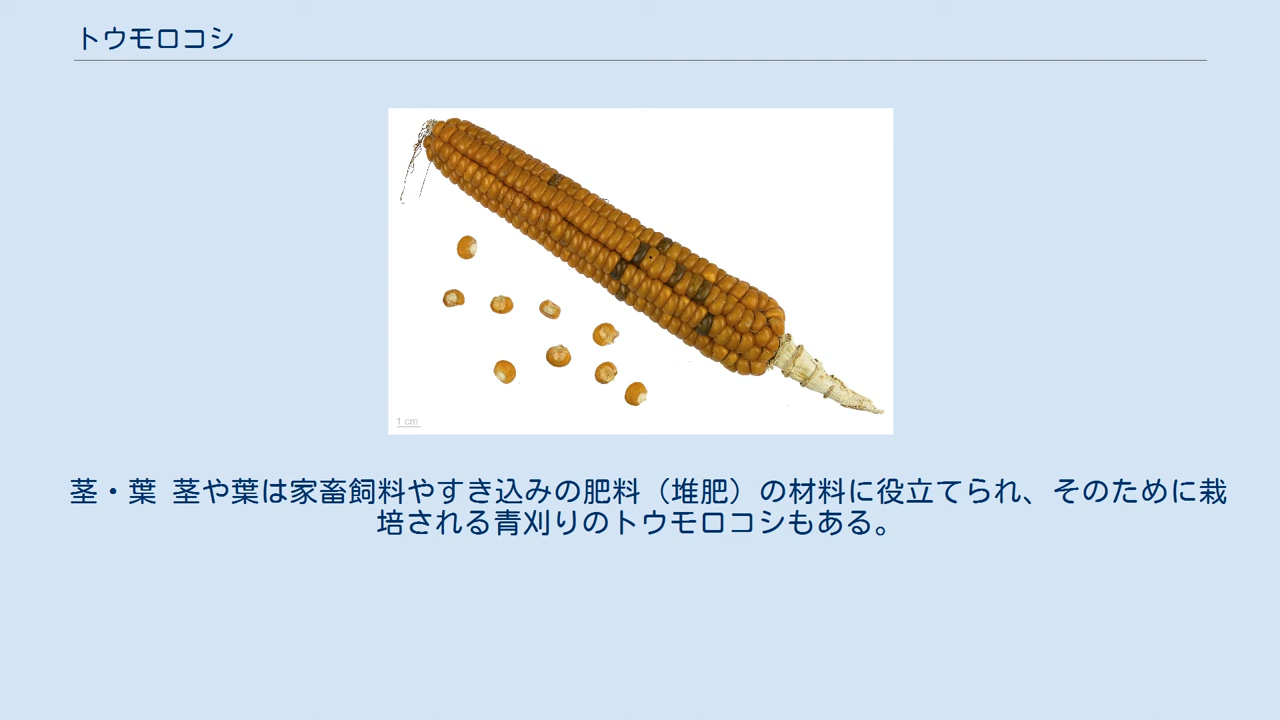 トウモロコシ
1 cm
茎・葉 茎や葉は家畜飼料やすき込みの肥料（堆肥）の材料に役立てられ、そのために栽
培される青刈りのトウモロコシもある。